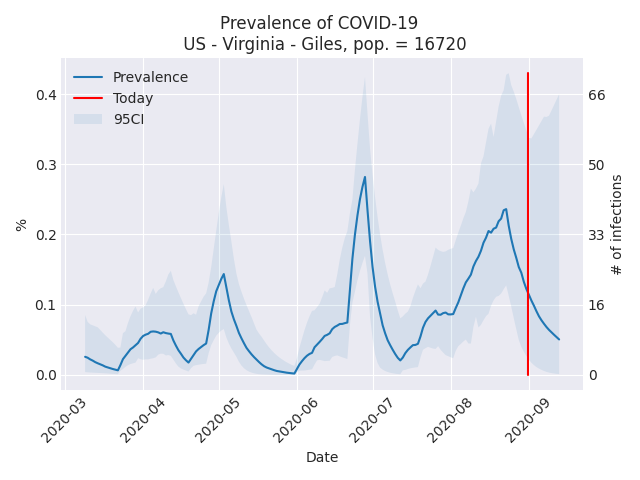 Prevalence of COVID-19
US - Virginia - Giles, pop. = 16720
Prevalence
Today
95CI
0.4
0.3
0.2
0.1
0.0
%
66
50
33
16
0
# of infections
2020-03
2020-04
2020-05
2020-06
2020-07
2020-08
2020-09
Date